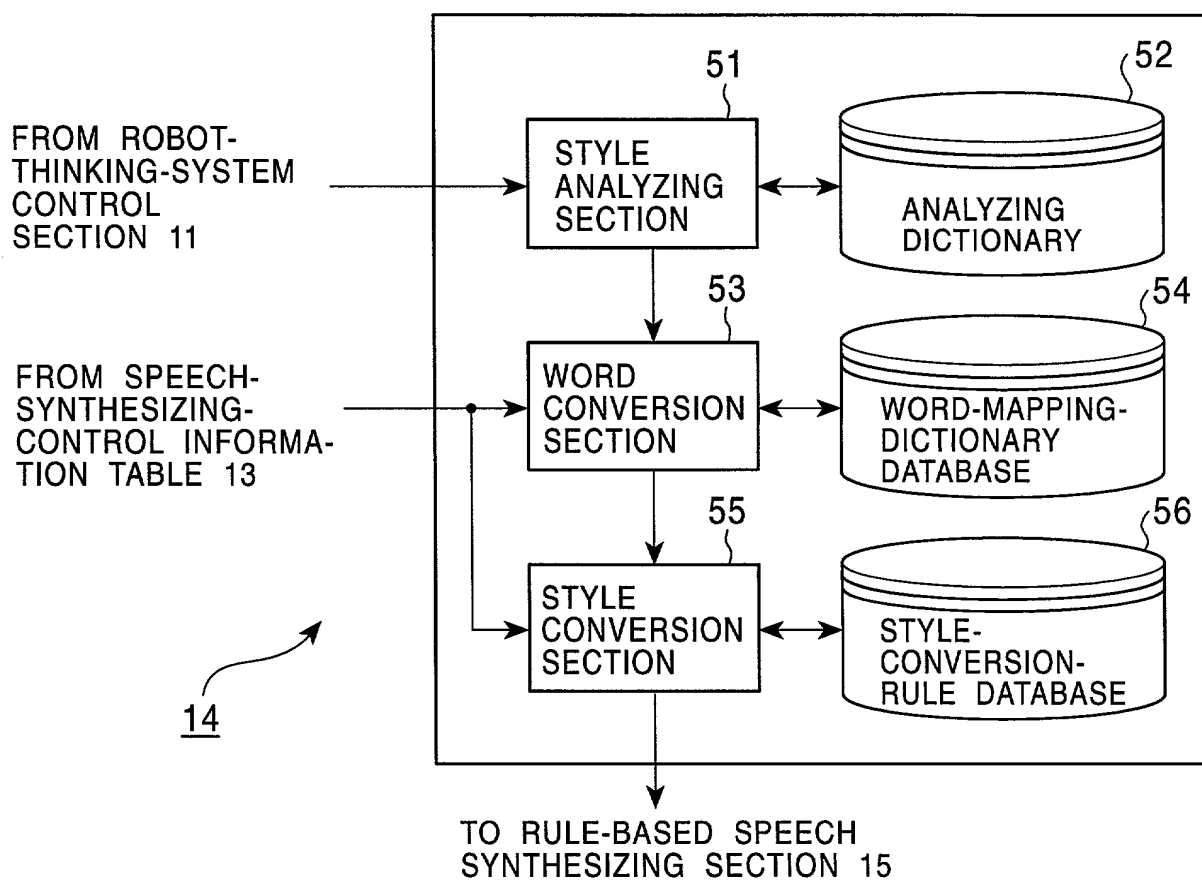 51
52
FROM ROBOT-
THINKING-SYSTEM
CONTROL
SECTION 11
STYLE
ANALYZING
SECTION
ANALYZING
DICTIONARY
53
54
FROM SPEECH-
SYNTHESIZING-
CONTROL INFORMA-
TION TABLE 13
WORD
CONVERSION
SECTION
WORD-MAPPING-
DICTIONARY
DATABASE
55
56
STYLE
CONVERSION
SECTION
STYLE-
CONVERSION-
RULE DATABASE
14
TO RULE-BASED SPEECH
SYNTHESIZING SECTION 15